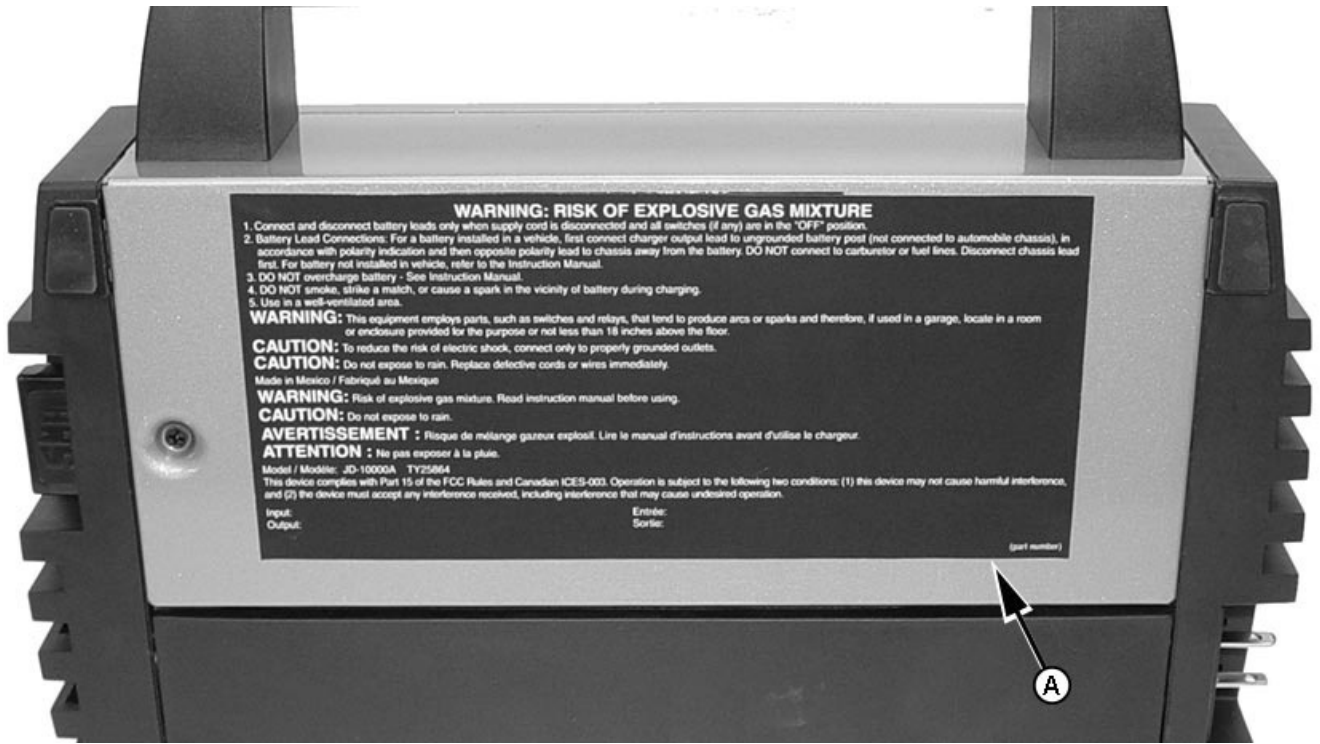 WARNING: RISK OF EXPLOSIVE GAS MIXTURE
1. Connect and disconnect battery leads only when supply cord is disconnected and all switches (if any) are in the "OFF" position.
2. Battery Lead Connections: For a battery installed in a vehicle, first connect charger output lead to ungrounded battery post (not connected to automobile chassis), in
accordance with polarity indication and then opposite polarity lead to chassis away from the battery. DO NOT connect to carburetor or fuel lines. Disconnect chassis lead
first. For battery not installed in vehicle, refer to the Instruction Manual.
3. DO NOT overcharge battery - See Instruction Manual.
4. DO NOT smoke, strike a match, or cause a spark in the vicinity of battery during charging.
5. Use in a well-ventilated area.
WARNING: This equipment employs parts, such as switches and relays, that tend to produce arcs or sparks and therefore, if used in a garage, locate in a room
or enclosure provided for the purpose or not less than 18 inches above the floor.
CAUTION: To reduce the risk of electric shock, connect only to properly grounded outlets.
CAUTION: Do not expose to rain. Replace defective cords or wires immediately.
Made in Mexico / Fabriqué au Mexique
WARNING: Risk of explosive gas mixture. Read instruction manual before using.
CAUTION: Do not expose to rain.
AVERTISSEMENT : Risque de mélange gazeux explosif. Lire le manual d'instructions avant d'utilise le chargeur.
ATTENTION : Ne pas exposer à la pluie.
Model / Modéle: JD-10000A TY25864
This device complies with Part 15 of the FCC Rules and Canadian ICES-003. Operation is subject to the following two conditions: (1) this device may not cause harmful interference,
and (2) the device must accept any interference received, including interference that may cause undesired operation.
Input: Entrée:
Output: Sortie:
(part number)
A